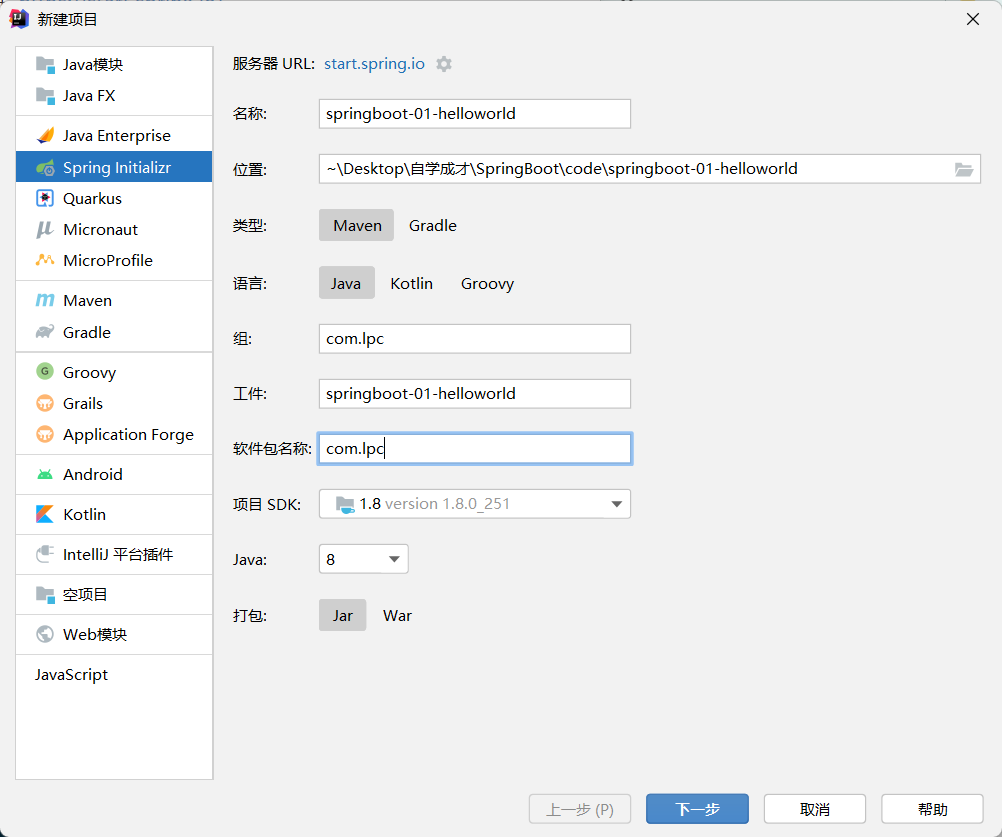 新建项目
Java模块
Java FX
Java Enterprise
Spring Initializr
Quarkus
Micronaut
MicroProfile
Maven
Gradle
Groovy
Grails
Application Forge
Android
Kotlin
IntelliJ 平台插件
空项目
Web模块
JavaScript
服务器 URL: start.spring.io
名称: springboot-01-helloworld
位置: ~\Desktop\自学成才\SpringBoot\code\springboot-01-helloworld
类型: Maven Gradle
语言: Java Kotlin Groovy
组: com.lpc
工件: springboot-01-helloworld
软件包名称: com.lpc
项目 SDK: 1.8 version 1.8.0_251
Java: 8
打包: Jar War
上一步 (P) 下一步 取消 帮助